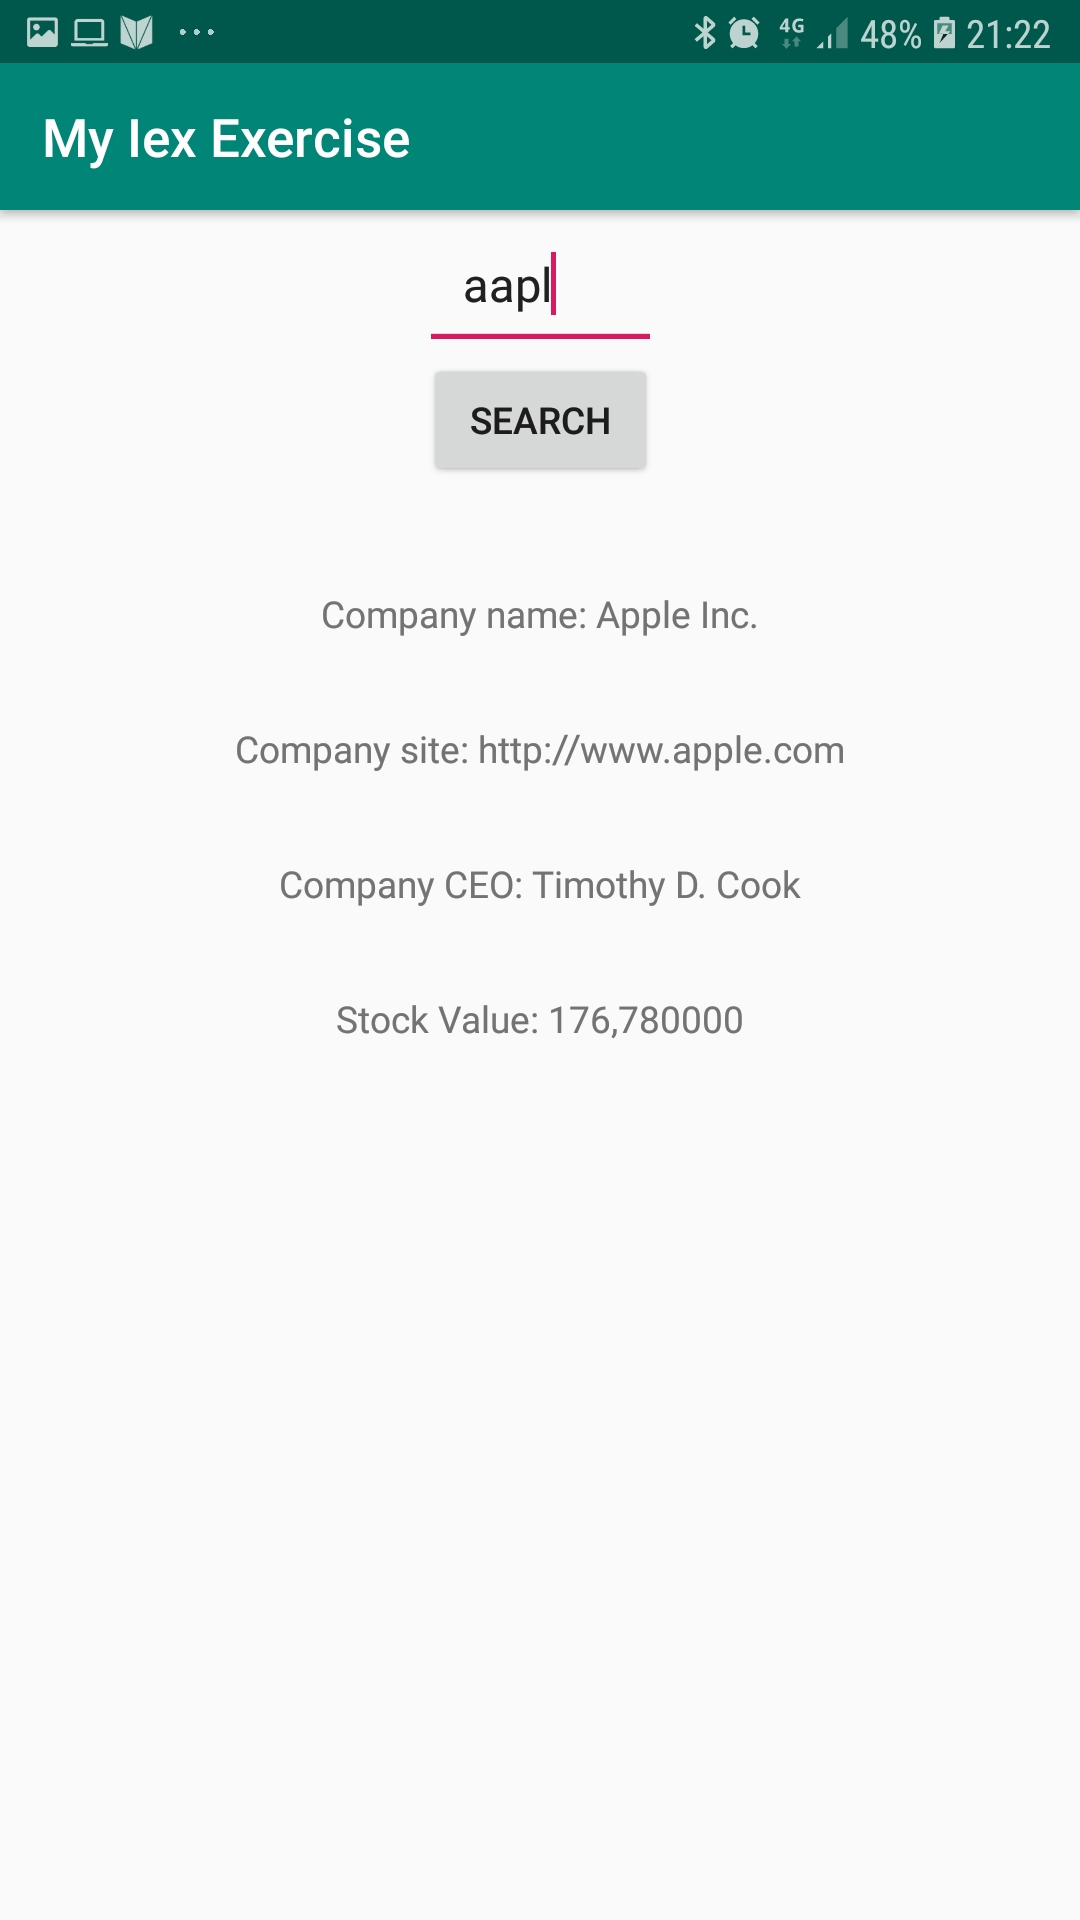 4G 48% 21:22
My Iex Exercise
aapl
SEARCH
Company name: Apple Inc.
Company site: http://www.apple.com
Company CEO: Timothy D. Cook
Stock Value: 176,780000